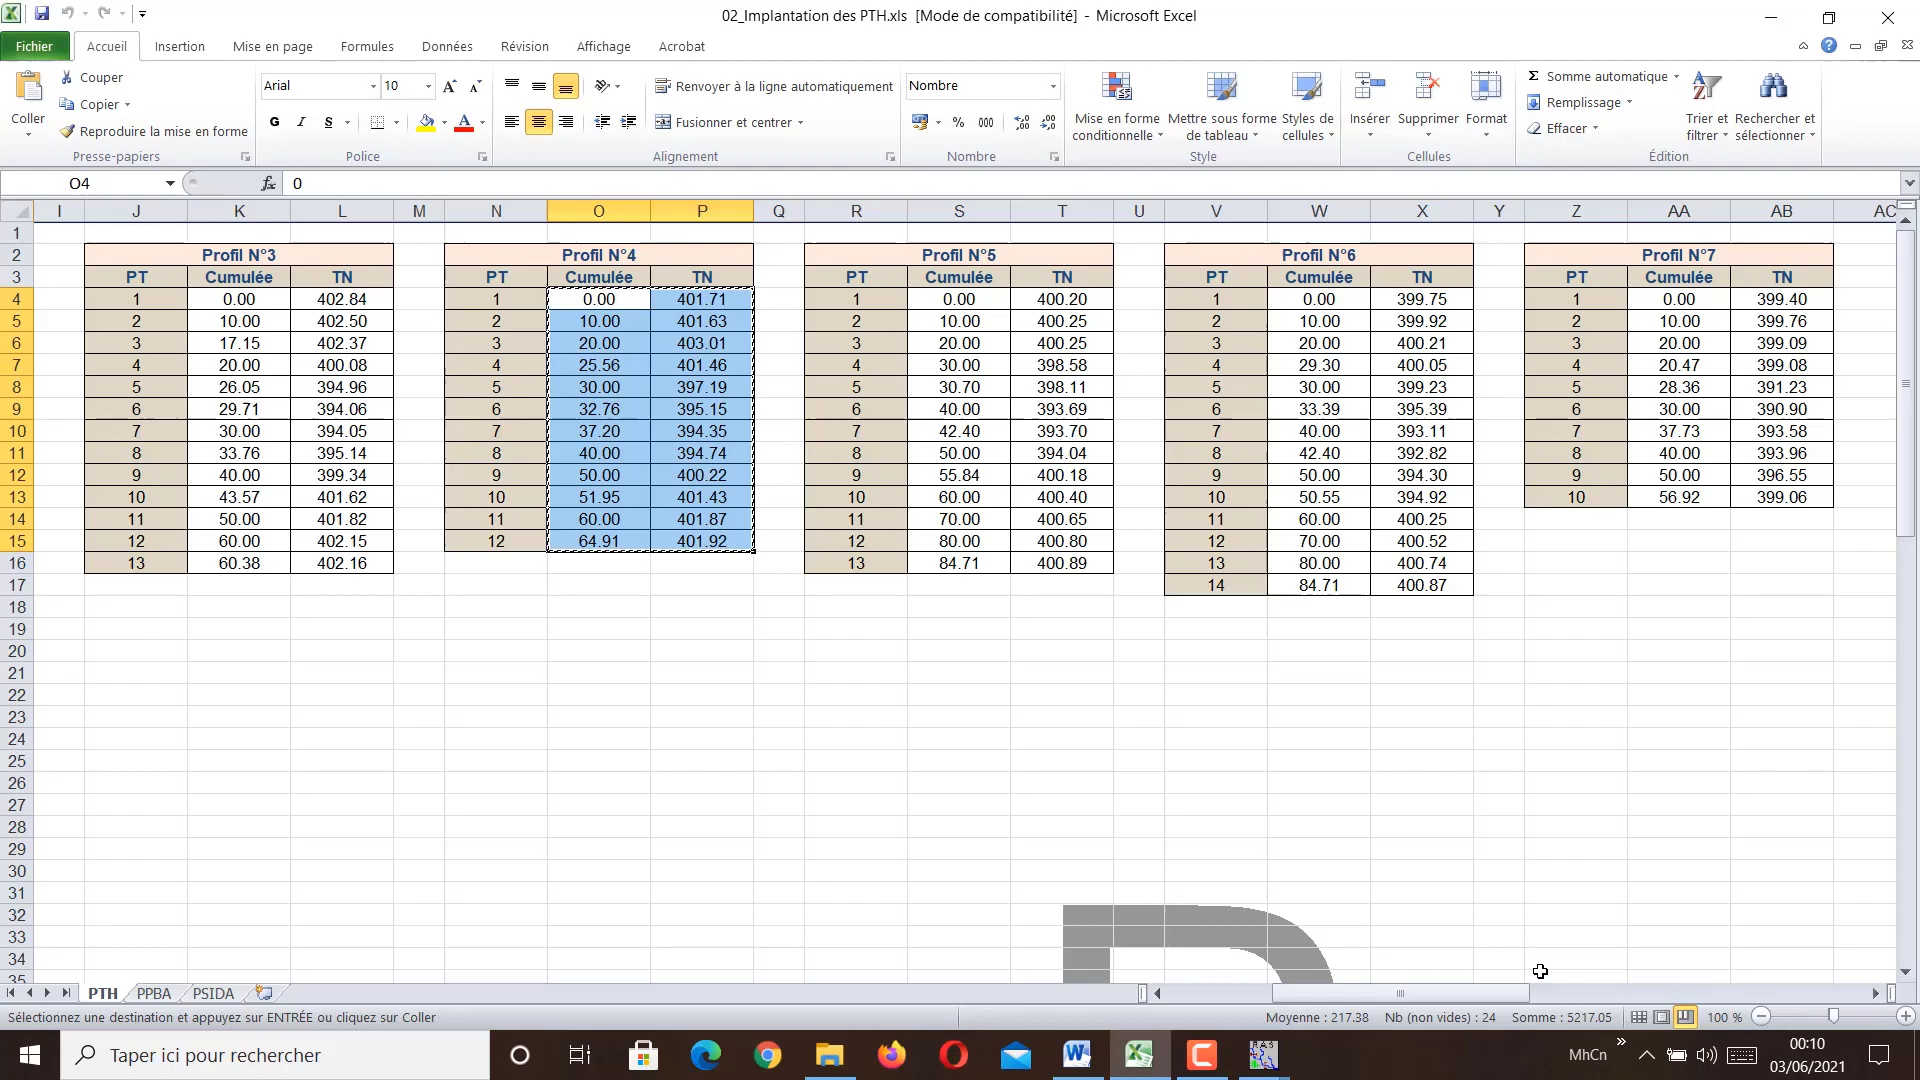 02_Implantation des PTH.xls [Mode de compatibilité] - Microsoft Excel
Fichier Accueil Insertion Mise en page Formules Données Révision Affichage Acrobat
Coller
Couper
Copier
Reproduire la mise en forme
Presse-papiers
Arial 10
G I S
Police
Renvoyer à la ligne automatiquement
Fusionner et centrer
Alignement
Nombre
% 000
Nombre
Mise en forme conditionnelle
Mettre sous forme de tableau
Styles de cellules
Style
Insérer Supprimer Format
Cellules
Somme automatique
Remplissage
Effacer
Trier et filtrer
Rechercher et sélectionner
Édition
O4 fx 0
I J K L M N O P Q R S T U V W X Y Z AA AB AC
1
2 Profil N°3 Profil N°4 Profil N°5 Profil N°6 Profil N°7
3 PT Cumulée TN PT Cumulée TN PT Cumulée TN PT Cumulée TN PT Cumulée TN
4 1 0.00 402.84 1 0.00 401.71 1 0.00 400.20 1 0.00 399.75 1 0.00 399.40
5 2 10.00 402.50 2 10.00 401.63 2 10.00 400.25 2 10.00 399.92 2 10.00 399.76
6 3 17.15 402.37 3 20.00 403.01 3 20.00 400.25 3 20.00 400.21 3 20.00 399.09
7 4 20.00 400.08 4 25.56 401.46 4 30.00 398.58 4 29.30 400.05 4 20.47 399.08
8 5 26.05 394.96 5 30.00 397.19 5 30.70 398.11 5 30.00 399.23 5 28.36 391.23
9 6 29.71 394.06 6 32.76 395.15 6 40.00 393.69 6 33.39 395.39 6 30.00 390.90
10 7 30.00 394.05 7 37.20 394.35 7 42.40 393.70 7 40.00 393.11 7 37.73 393.58
11 8 33.76 395.14 8 40.00 394.74 8 50.00 394.04 8 42.40 392.82 8 40.00 393.96
12 9 40.00 399.34 9 50.00 400.22 9 55.84 400.18 9 50.00 394.30 9 50.00 396.55
13 10 43.57 401.62 10 51.95 401.43 10 60.00 400.40 10 50.55 394.92 10 56.92 399.06
14 11 50.00 401.82 11 60.00 401.87 11 70.00 400.65 11 60.00 400.25
15 12 60.00 402.15 12 64.91 401.92 12 80.00 400.80 12 70.00 400.52
16 13 60.38 402.16 13 84.71 400.89 13 80.00 400.74
17 14 84.71 400.87
18
19
20
21
22
23
24
25
26
27
28
29
30
31
32
33
34
35
PTH PPBA PSIDA
Sélectionnez une destination et appuyez sur ENTRÉE ou cliquez sur Coller
Moyenne : 217.38 Nb (non vides) : 24 Somme : 5217.05 100 %
Taper ici pour rechercher
MhCn
00:10
03/06/2021